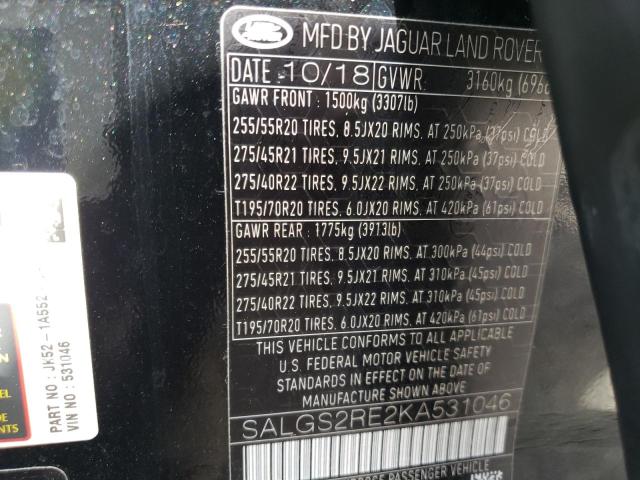 MFD BY JAGUAR LAND ROVER
DATE 10/18 GVWR 3160kg
GAWR FRONT : 1500kg (3307lb)
255/55R20 TIRES, 8.5JX20 RIMS, AT 250kPa (37psi) COLD
275/45R21 TIRES, 9.5JX21 RIMS, AT 250kPa (37psi) COLD
275/40R22 TIRES, 9.5JX22 RIMS, AT 250kPa (37psi) COLD
T195/70R20 TIRES, 6.0JX20 RIMS, AT 420kPa (61psi) COLD
GAWR REAR : 1775kg (3913lb)
255/55R20 TIRES, 8.5JX20 RIMS, AT 300kPa (44psi) COLD
275/45R21 TIRES, 9.5JX21 RIMS, AT 310kPa (45psi) COLD
275/40R22 TIRES, 9.5JX22 RIMS, AT 310kPa (45psi) COLD
T195/70R20 TIRES, 6.0JX20 RIMS, AT 420kPa (61psi) COLD
THIS VEHICLE CONFORMS TO ALL APPLICABLE
U.S. FEDERAL MOTOR VEHICLE SAFETY
STANDARDS IN EFFECT ON THE DATE OF
MANUFACTURE SHOWN ABOVE
SALGS2RE2KA531046
PASSENGER VEHICLE
PART NO : JK52-1A552
VIN NO : 531046